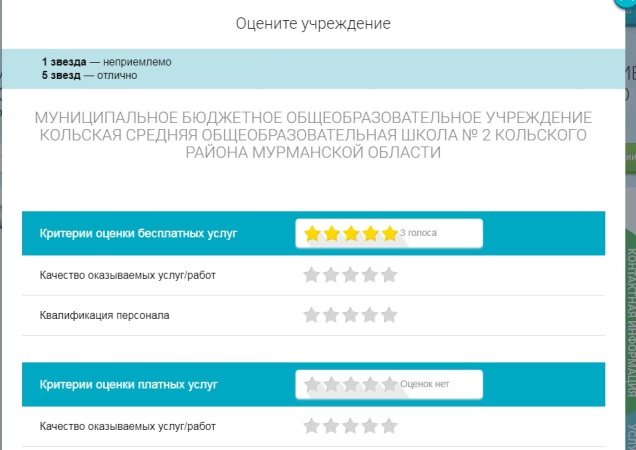 Оцените учреждение
1 звезда — неприемлемо
5 звезд — отлично
МУНИЦИПАЛЬНОЕ БЮДЖЕТНОЕ ОБЩЕОБРАЗОВАТЕЛЬНОЕ УЧРЕЖДЕНИЕ
КОЛЬСКАЯ СРЕДНЯЯ ОБЩЕОБРАЗОВАТЕЛЬНАЯ ШКОЛА № 2 КОЛЬСКОГО
РАЙОНА МУРМАНСКОЙ ОБЛАСТИ
Критерии оценки бесплатных услуг 3 голоса
Качество оказываемых услуг/работ
Квалификация персонала
Критерии оценки платных услуг Оценок нет
Качество оказываемых услуг/работ
КОНТАКТНАЯ ИНФОРМАЦИЯ